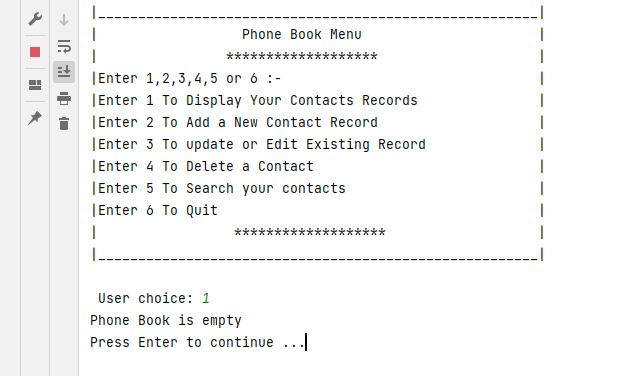 |_______________________________________________________|
|                  Phone Book Menu                      |
|                *******************                    |
|Enter 1,2,3,4,5 or 6 :-                                |
|Enter 1 To Display Your Contacts Records               |
|Enter 2 To Add a New Contact Record                    |
|Enter 3 To update or Edit Existing Record              |
|Enter 4 To Delete a Contact                            |
|Enter 5 To Search your contacts                        |
|Enter 6 To Quit                                        |
|                 *******************                   |
|_______________________________________________________|
 User choice: 1
Phone Book is empty
Press Enter to continue ...